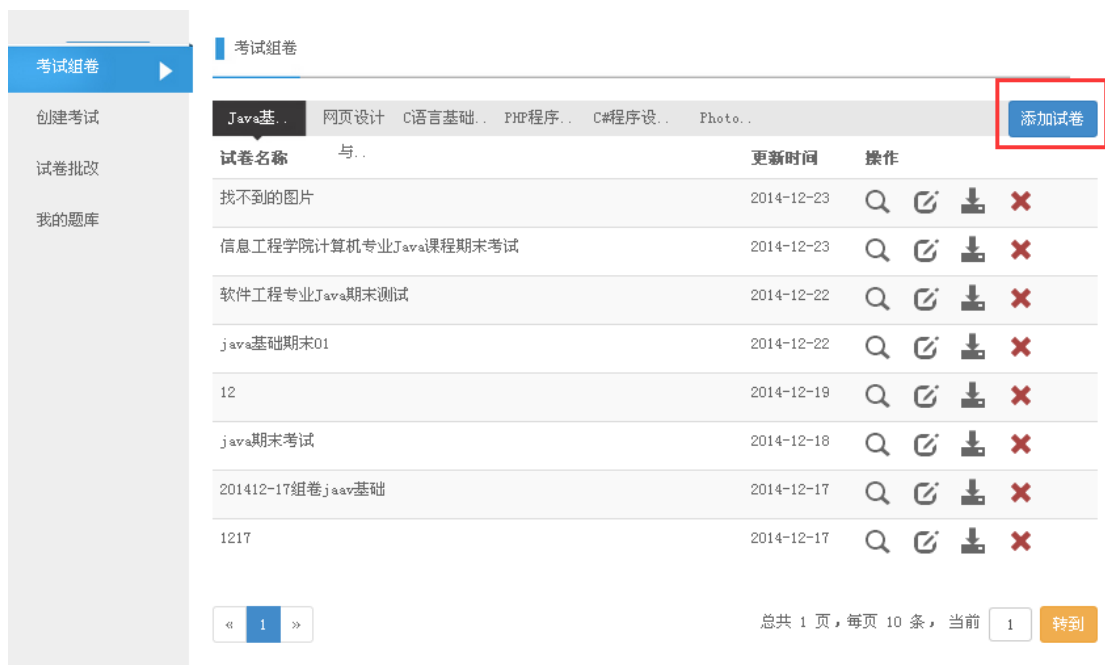 考试组卷
创建考试
试卷批改
我的题库
考试组卷
Java基.. 网页设计与.. C语言基础.. PHP程序.. C#程序设.. Photo.. 添加试卷
试卷名称 更新时间 操作
找不到的图片 2014-12-23
信息工程学院计算机专业Java课程期末考试 2014-12-23
软件工程专业Java期末测试 2014-12-22
java基础期末01 2014-12-22
12 2014-12-19
java期末考试 2014-12-18
201412-17组卷jaav基础 2014-12-17
1217 2014-12-17
« 1 » 总共 1 页，每页 10 条， 当前 1 转到